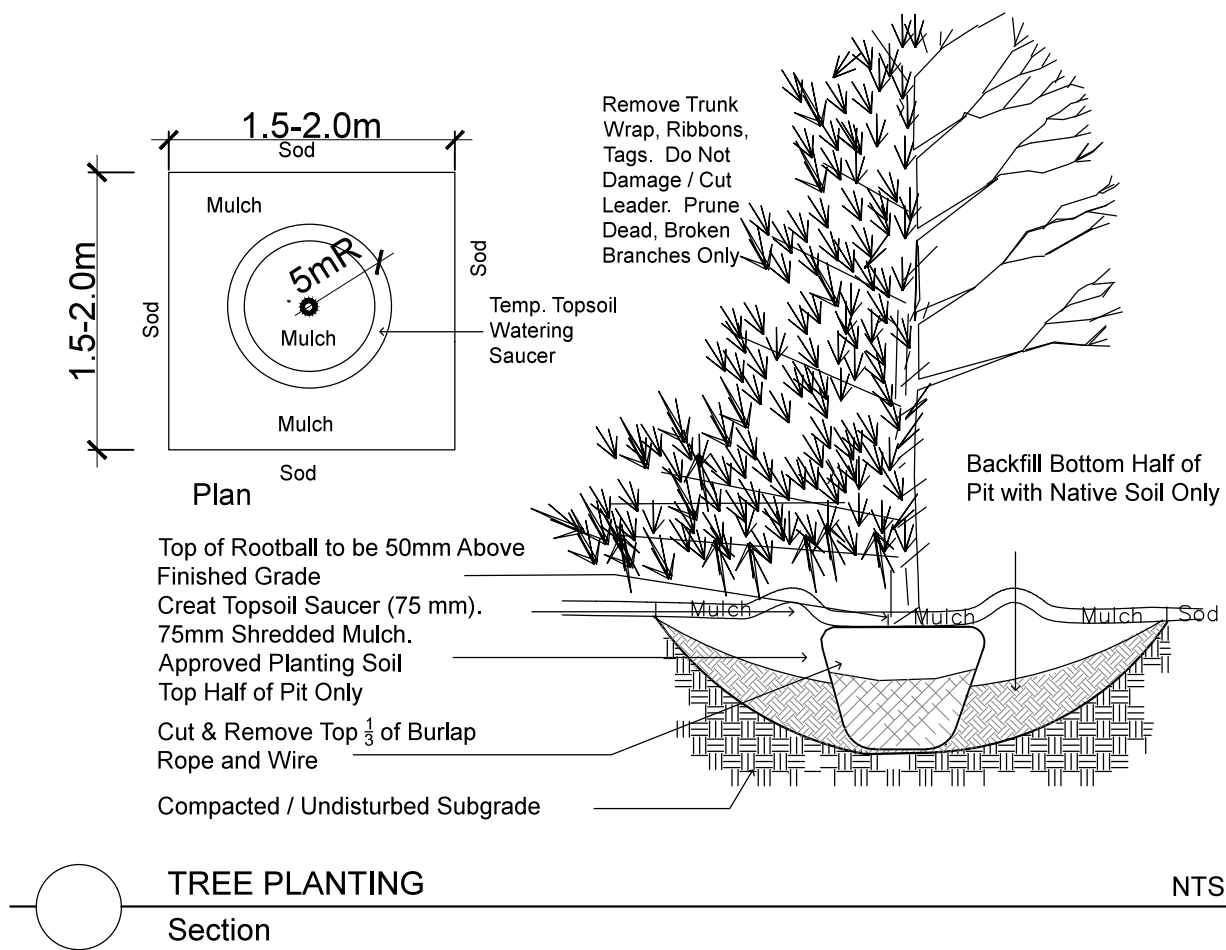 1.5-2.0m
Sod
Mulch
1.5-2.0m
Sod
5mR
Sod
Mulch
Temp. Topsoil
Watering
Saucer
Mulch
Sod
Plan
Remove Trunk
Wrap, Ribbons,
Tags. Do Not
Damage / Cut
Leader. Prune
Dead, Broken
Branches Only
Backfill Bottom Half of
Pit with Native Soil Only
Top of Rootball to be 50mm Above
Finished Grade
Creat Topsoil Saucer (75 mm).
75mm Shredded Mulch.
Approved Planting Soil
Top Half of Pit Only
Cut & Remove Top 1/3 of Burlap
Rope and Wire
Compacted / Undisturbed Subgrade
Mulch
Mulch
Mulch
Sod
TREE PLANTING
NTS
Section